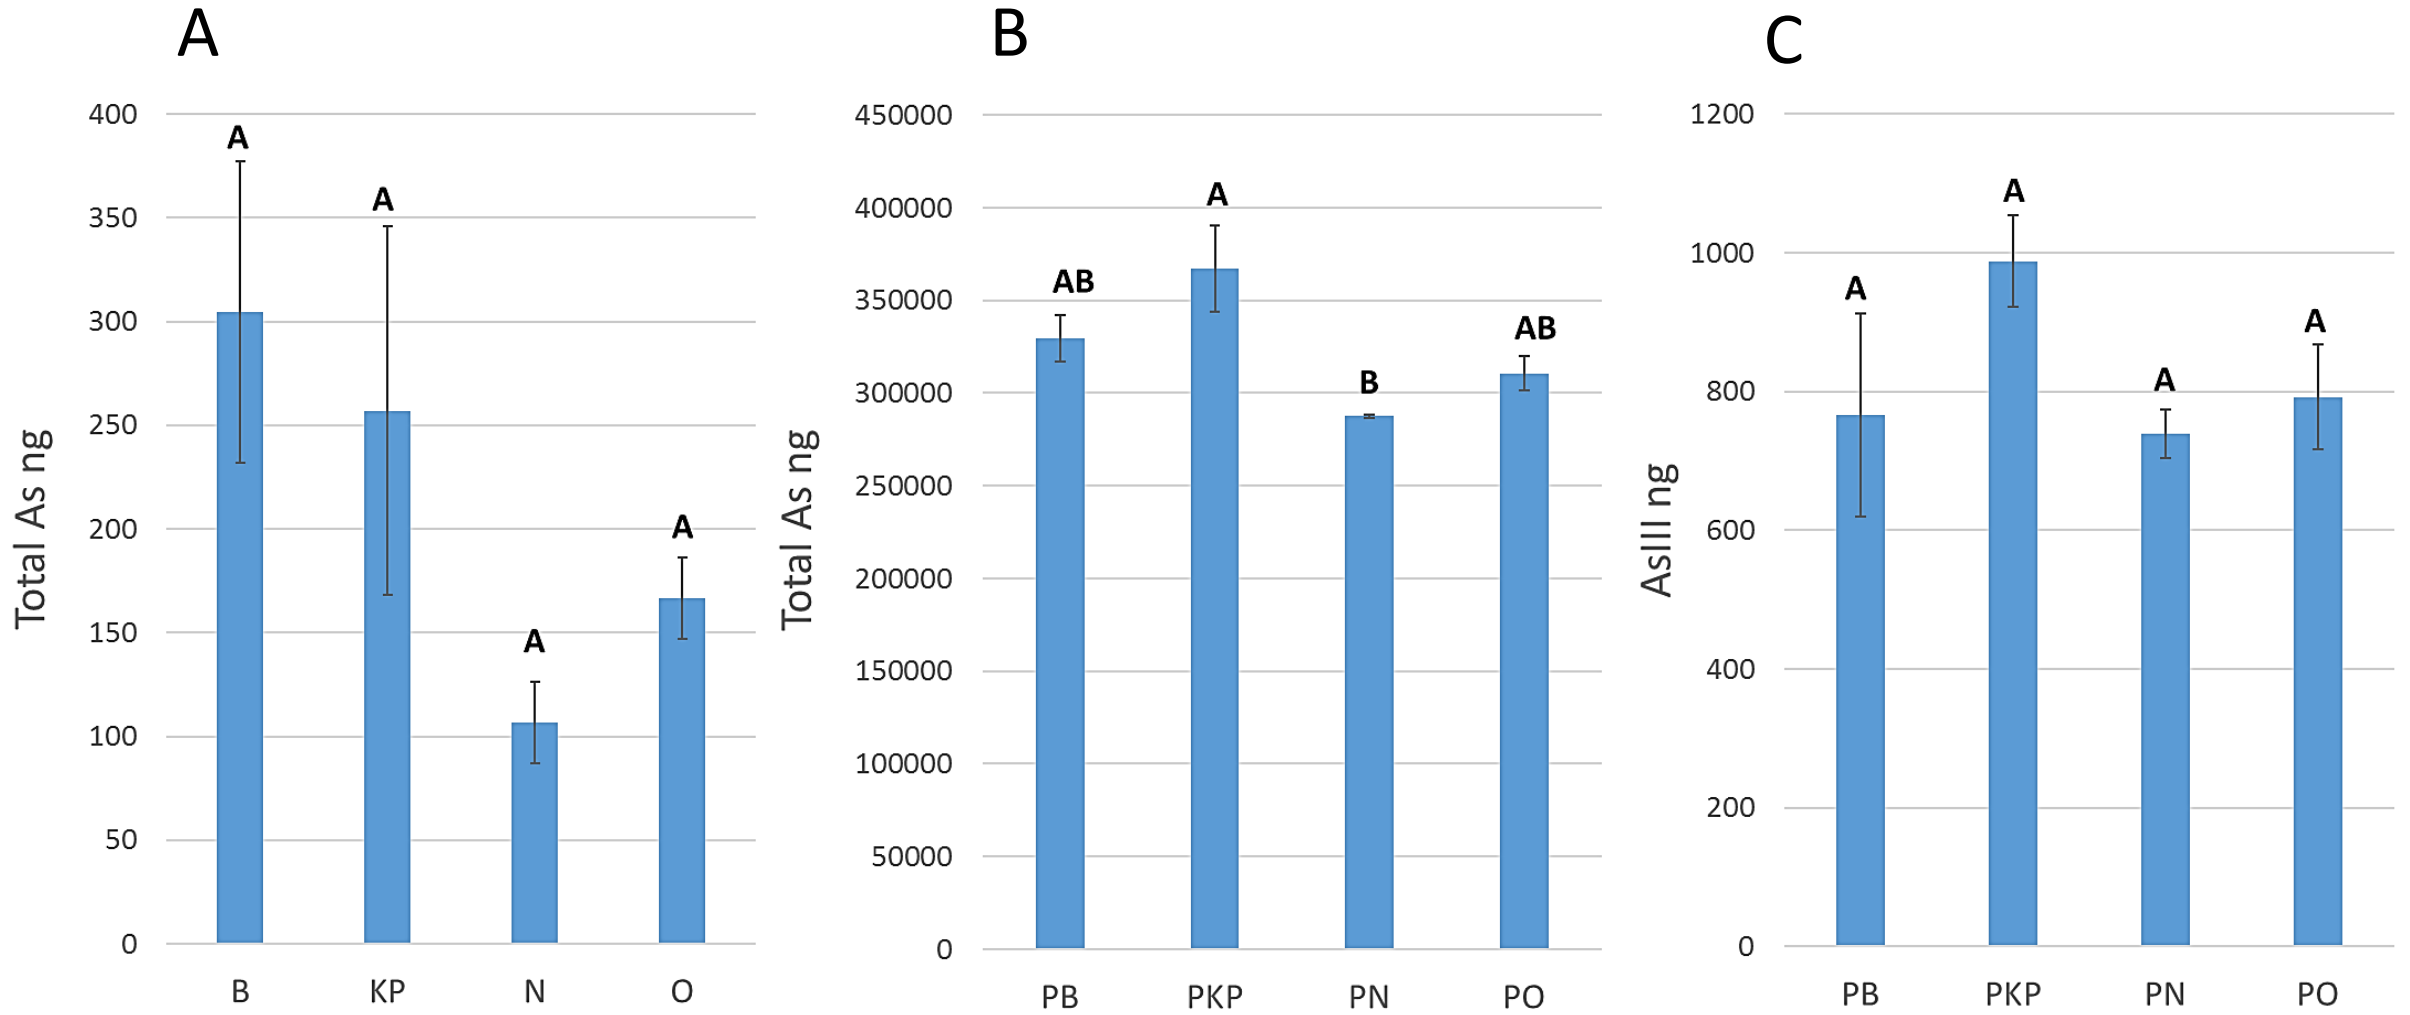 A
Total As ng
400
350
300
250
200
150
100
50
0
A
A
A
A
B
KP
N
O
B
Total As ng
450000
400000
350000
300000
250000
200000
150000
100000
50000
0
AB
A
B
AB
PB
PKP
PN
PO
C
AsIII ng
1200
1000
800
600
400
200
0
A
A
A
A
PB
PKP
PN
PO